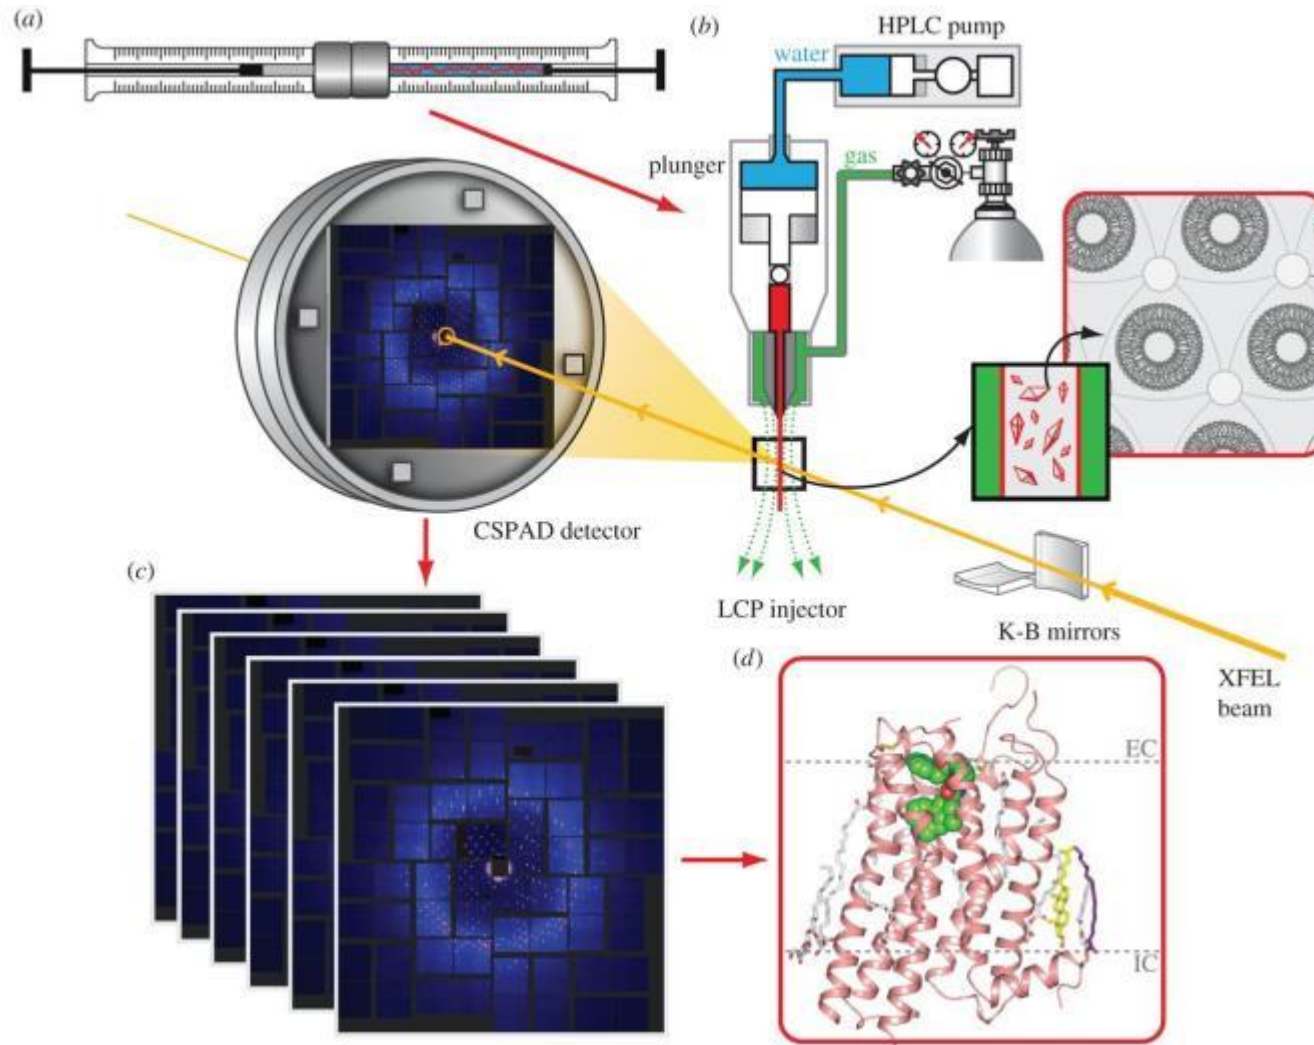 (a)
(b)
HPLC pump
water
plunger
gas
CSPAD detector
(c)
LCP injector
K-B mirrors
(d)
XFEL
beam
EC
IC